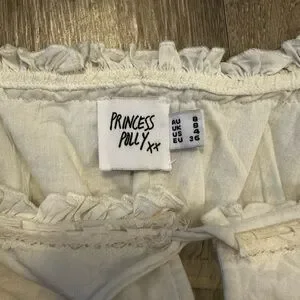 PRINCESS
POLLY xx
AU 8
UK 8
US 4
EU 36